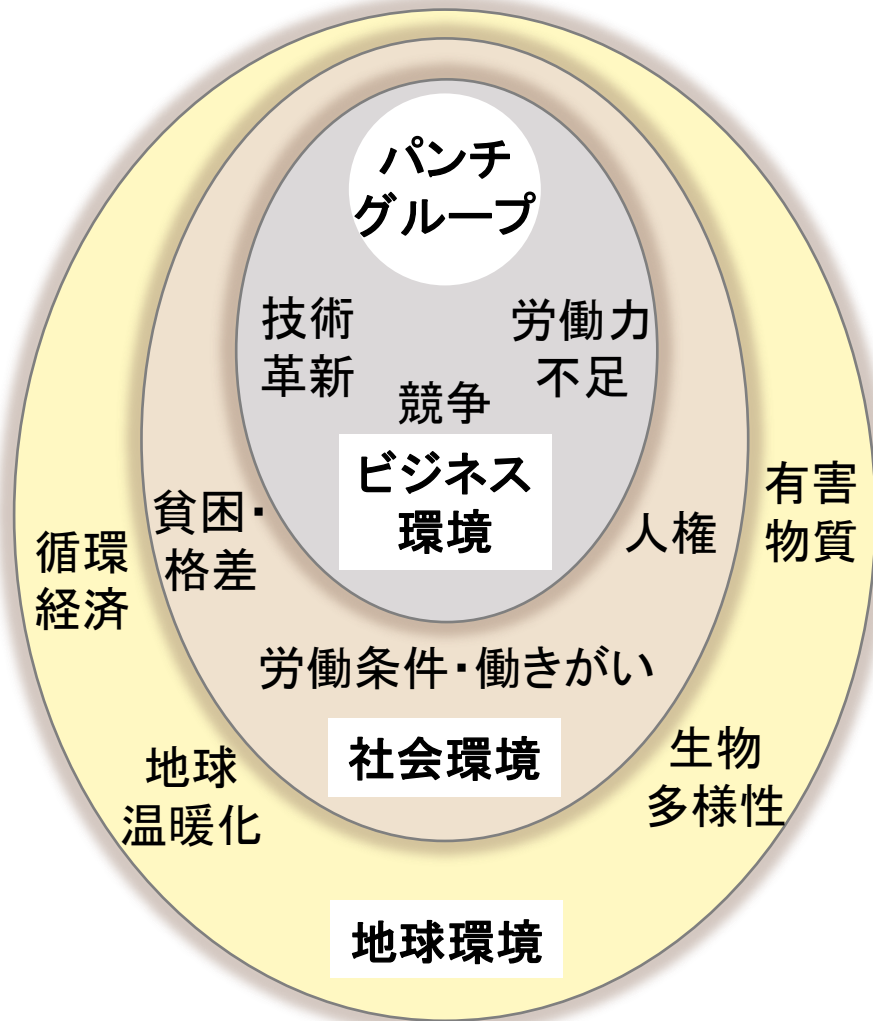 パンチ
グループ
技術
革新
労働力
不足
競争
ビジネス
環境
貧困・
格差
人権
有害
物質
循環
経済
労働条件・働きがい
社会環境
地球
温暖化
生物
多様性
地球環境